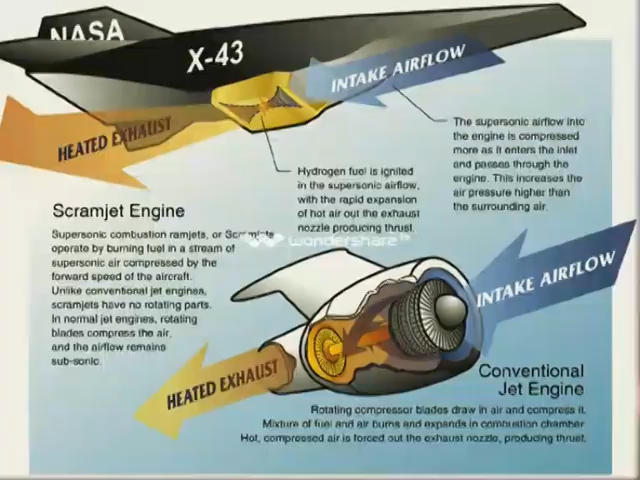 NASA
X-43
INTAKE AIRFLOW
HEATED EXHAUST
The supersonic airflow into
the engine is compressed
more as it enters the inlet
and passes through the
engine. This increases the
air pressure higher than
the surrounding air.
Hydrogen fuel is ignited
in the supersonic airflow,
with the rapid expansion
of hot air out the exhaust
nozzle producing thrust.
Scramjet Engine
Supersonic combustion ramjets, or Scramjets
operate by burning fuel in a stream of
supersonic air compressed by the
forward speed of the aircraft.
Unlike conventional jet engines,
scramjets have no rotating parts.
In normal jet engines, rotating
blades compress the air,
and the airflow remains
sub-sonic.
wondershare™
INTAKE AIRFLOW
HEATED EXHAUST
Conventional
Jet Engine
Rotating compressor blades draw in air and compress it.
Mixture of fuel and air burns and expands in combustion chamber
Hot, compressed air is forced out the exhaust nozzle, producing thrust.